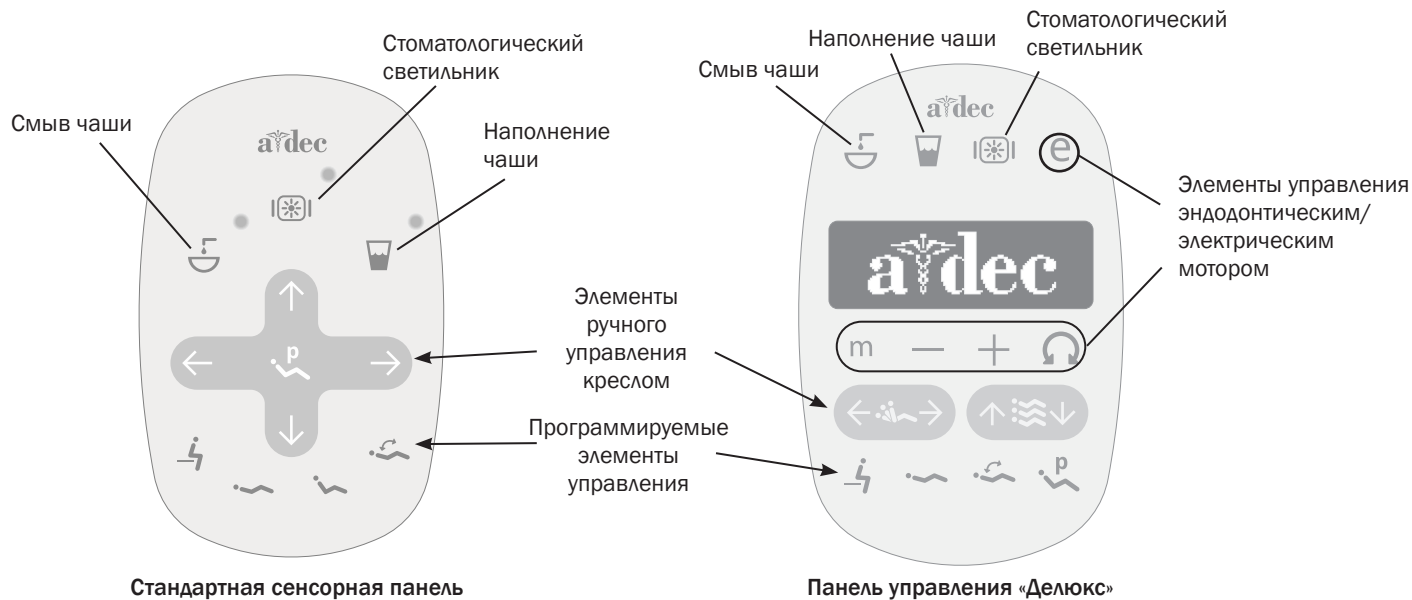 Стоматологический
светильник
Смыв чаши
Наполнение
чаши
a dec
p
Элементы
ручного
управления
креслом
Программируемые
элементы
управления
Стандартная сенсорная панель
Стоматологический
светильник
Наполнение чаши
Смыв чаши
a dec
e
Элементы управления
эндодонтическим/
электрическим
мотором
a dec
m — +
p
Панель управления «Делюкс»